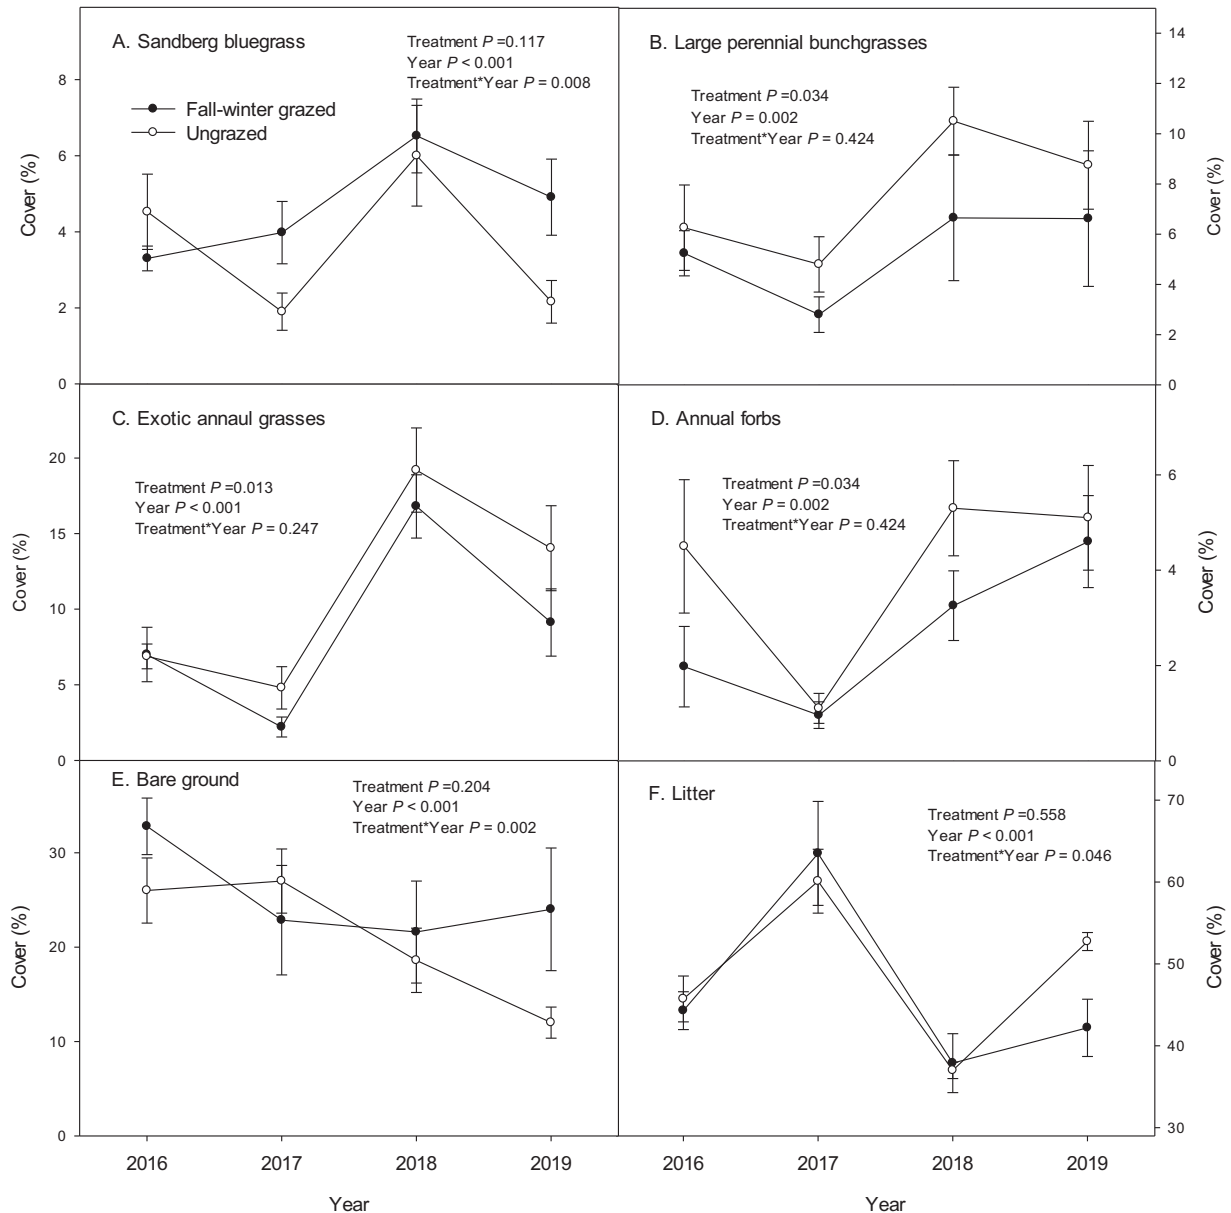 A. Sandberg bluegrass
Treatment P =0.117
Year P < 0.001
Treatment*Year P = 0.008
Fall-winter grazed
Ungrazed
Cover (%)
8
6
4
2
0
B. Large perennial bunchgrasses
Treatment P =0.034
Year P = 0.002
Treatment*Year P = 0.424
14
12
10
8
6
4
2
0
Cover (%)
C. Exotic annaul grasses
Treatment P =0.013
Year P < 0.001
Treatment*Year P = 0.247
Cover (%)
20
15
10
5
0
D. Annual forbs
Treatment P =0.034
Year P = 0.002
Treatment*Year P = 0.424
6
4
2
0
Cover (%)
E. Bare ground
Treatment P =0.204
Year P < 0.001
Treatment*Year P = 0.002
Cover (%)
30
20
10
0
2016 2017 2018 2019
Year
F. Litter
Treatment P =0.558
Year P < 0.001
Treatment*Year P = 0.046
70
60
50
40
30
Cover (%)
2016 2017 2018 2019
Year